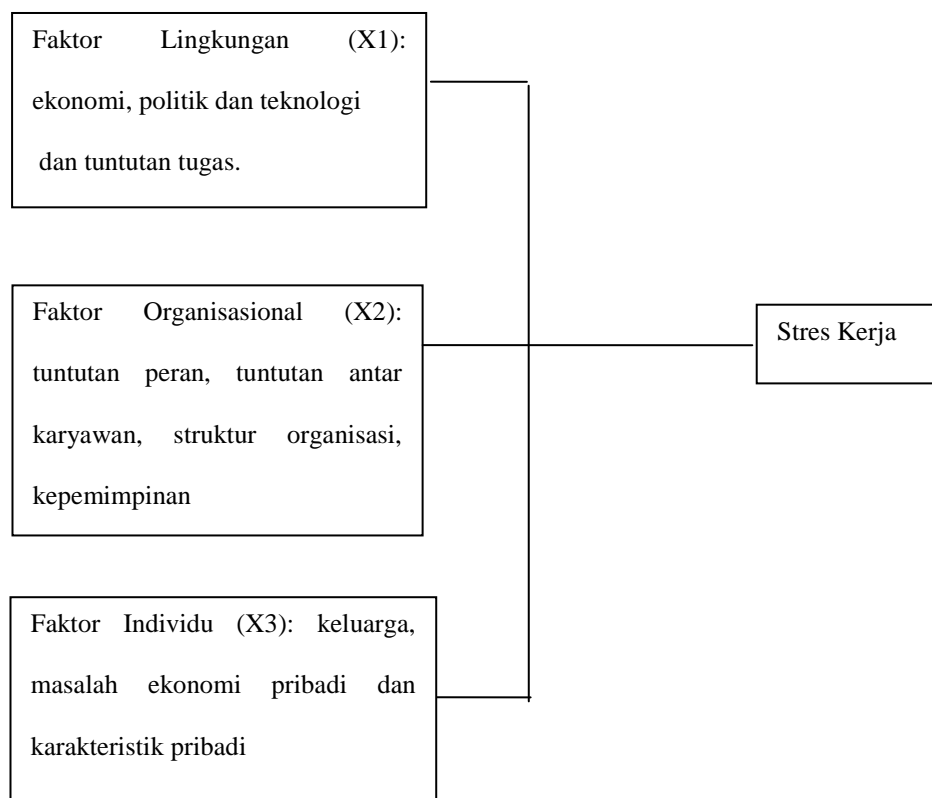 Faktor Lingkungan (X1):
ekonomi, politik dan teknologi
dan tuntutan tugas.
Faktor Organisasional (X2):
tuntutan peran, tuntutan antar
karyawan, struktur organisasi,
kepemimpinan
Stres Kerja
Faktor Individu (X3): keluarga,
masalah ekonomi pribadi dan
karakteristik pribadi